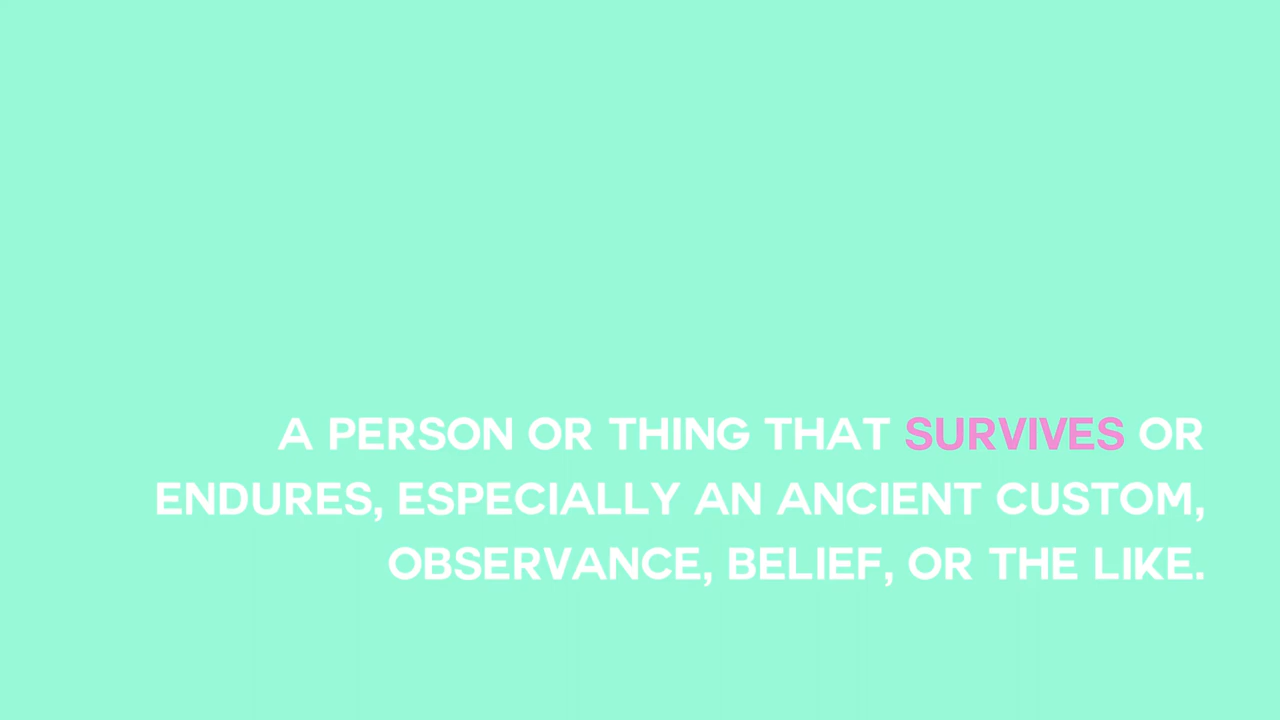 A PERSON OR THING THAT SURVIVES OR
ENDURES, ESPECIALLY AN ANCIENT CUSTOM,
OBSERVANCE, BELIEF, OR THE LIKE.